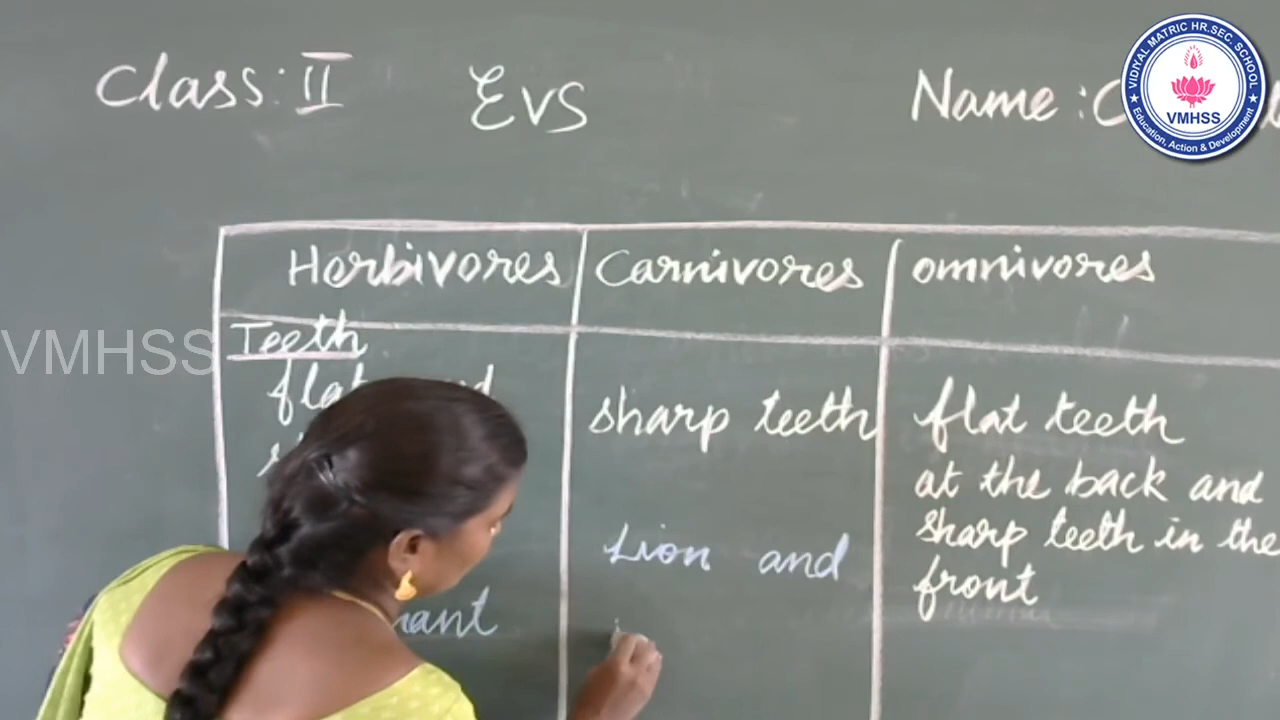 Class: II
Evs
Name :
VIDIYAL MATRIC HR.SEC. SCHOOL
VMHSS
Education, Action & Development
Herbivores
Carnivores
omnivores
VMHSS
Teeth
sharp teeth
flat teeth
at the back and
sharp teeth in the
front
Lion and